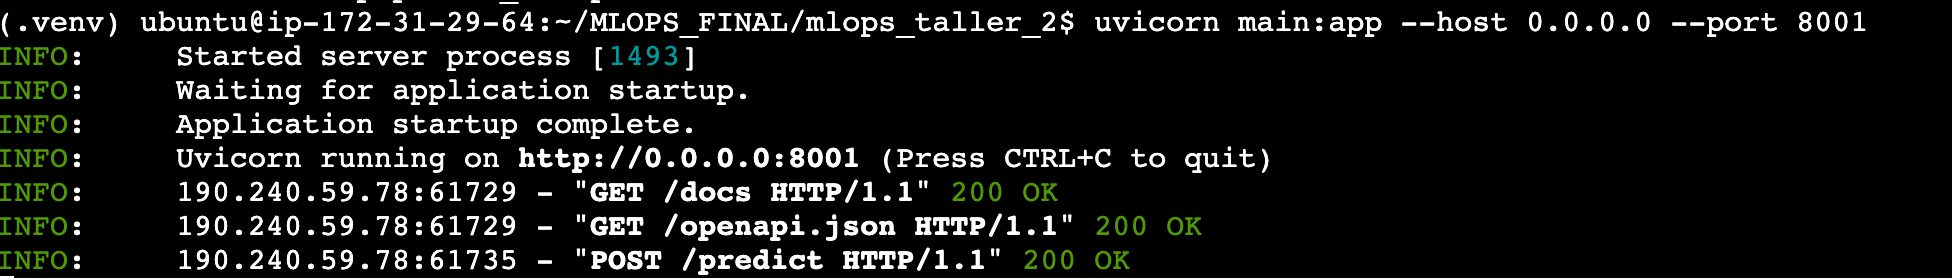 (.venv) ubuntu@ip-172-31-29-64:~/MLOPS_FINAL/mlops_taller_2$ uvicorn main:app --host 0.0.0.0 --port 8001
INFO:     Started server process [1493]
INFO:     Waiting for application startup.
INFO:     Application startup complete.
INFO:     Uvicorn running on http://0.0.0.0:8001 (Press CTRL+C to quit)
INFO:     190.240.59.78:61729 - "GET /docs HTTP/1.1" 200 OK
INFO:     190.240.59.78:61729 - "GET /openapi.json HTTP/1.1" 200 OK
INFO:     190.240.59.78:61735 - "POST /predict HTTP/1.1" 200 OK